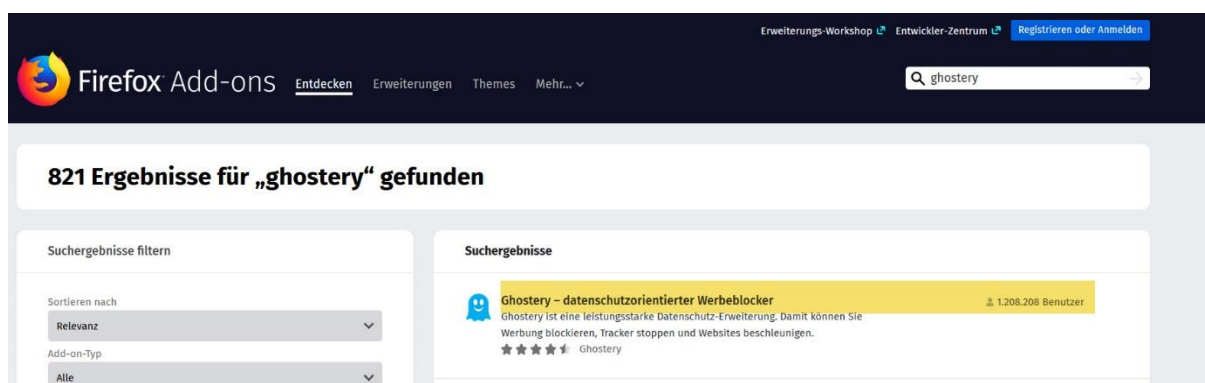 Erweiterungs-Workshop Entwickler-Zentrum Registrieren oder Anmelden
Firefox Add-ons Entdecken Erweiterungen Themes Mehr... ghostery
821 Ergebnisse für „ghostery“ gefunden
Suchergebnisse filtern
Sortieren nach
Relevanz
Add-on-Typ
Alle
Suchergebnisse
Ghostery – datenschutzorientierter Werbeblocker 1.208.208 Benutzer
Ghostery ist eine leistungsstarke Datenschutz-Erweiterung. Damit können Sie
Werbung blockieren, Tracker stoppen und Websites beschleunigen.
Ghostery